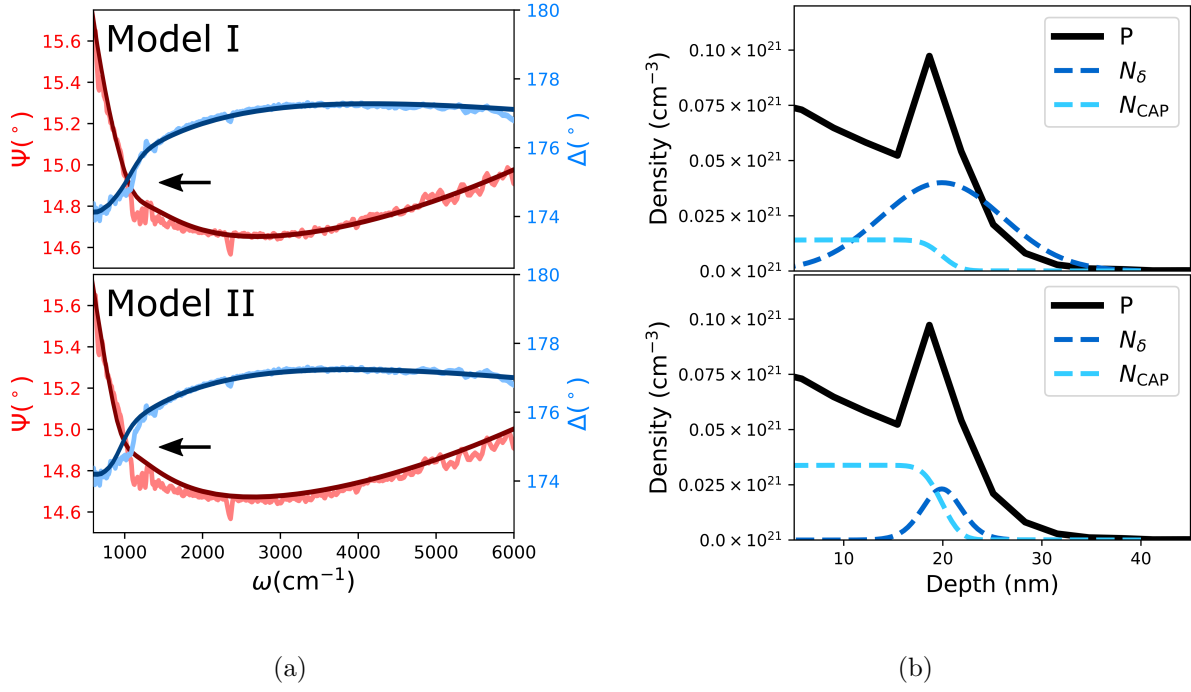 Model I
Ψ(°)
15.6
15.4
15.2
15.0
14.8
14.6
180
178
176
174
Δ(°)
Model II
Ψ(°)
15.6
15.4
15.2
15.0
14.8
14.6
180
178
176
174
Δ(°)
1000 2000 3000 4000 5000 6000
ω(cm⁻¹)
(a)
Density (cm⁻³)
0.10 × 10²¹
0.075 × 10²¹
0.05 × 10²¹
0.025 × 10²¹
0.0 × 10²¹
P
N_δ
N_CAP
Density (cm⁻³)
0.10 × 10²¹
0.075 × 10²¹
0.05 × 10²¹
0.025 × 10²¹
0.0 × 10²¹
P
N_δ
N_CAP
10 20 30 40
Depth (nm)
(b)